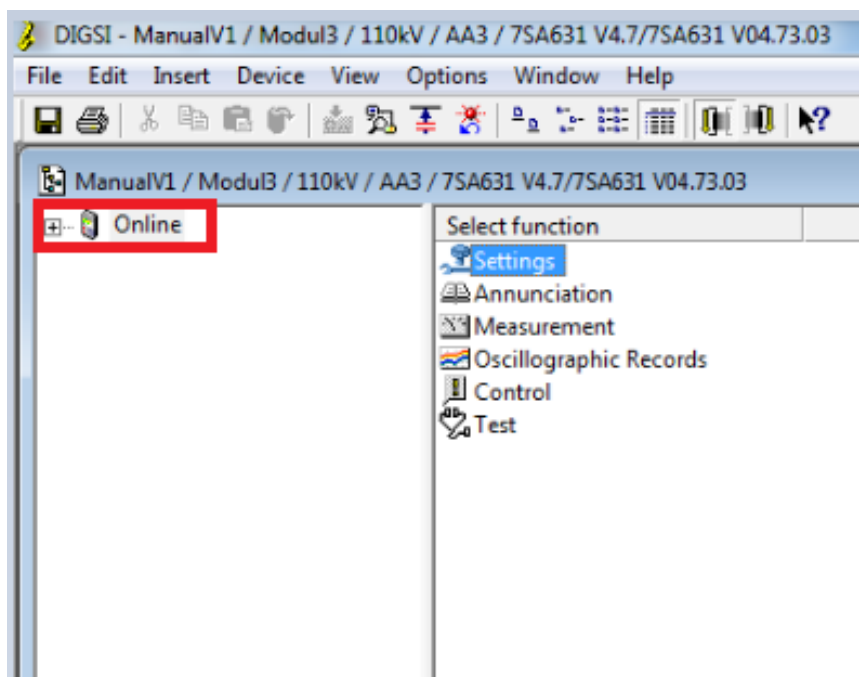 DIGSI - ManualV1 / Modul3 / 110kV / AA3 / 7SA631 V4.7/7SA631 V04.73.03
File Edit Insert Device View Options Window Help
ManualV1 / Modul3 / 110kV / AA3 / 7SA631 V4.7/7SA631 V04.73.03
Online
Select function
Settings
Annunciation
Measurement
Oscillographic Records
Control
Test